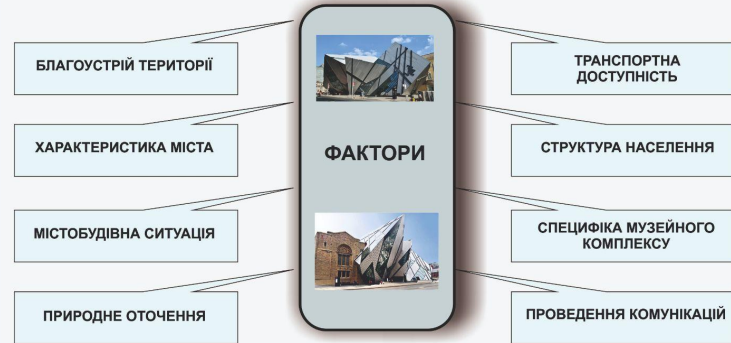 БЛАГОУСТРІЙ ТЕРИТОРІЇ
ХАРАКТЕРИСТИКА МІСТА
МІСТОБУДІВНА СИТУАЦІЯ
ПРИРОДНЕ ОТОЧЕННЯ
ФАКТОРИ
ТРАНСПОРТНА
ДОСТУПНІСТЬ
СТРУКТУРА НАСЕЛЕННЯ
СПЕЦИФІКА МУЗЕЙНОГО
КОМПЛЕКСУ
ПРОВЕДЕННЯ КОМУНІКАЦІЙ